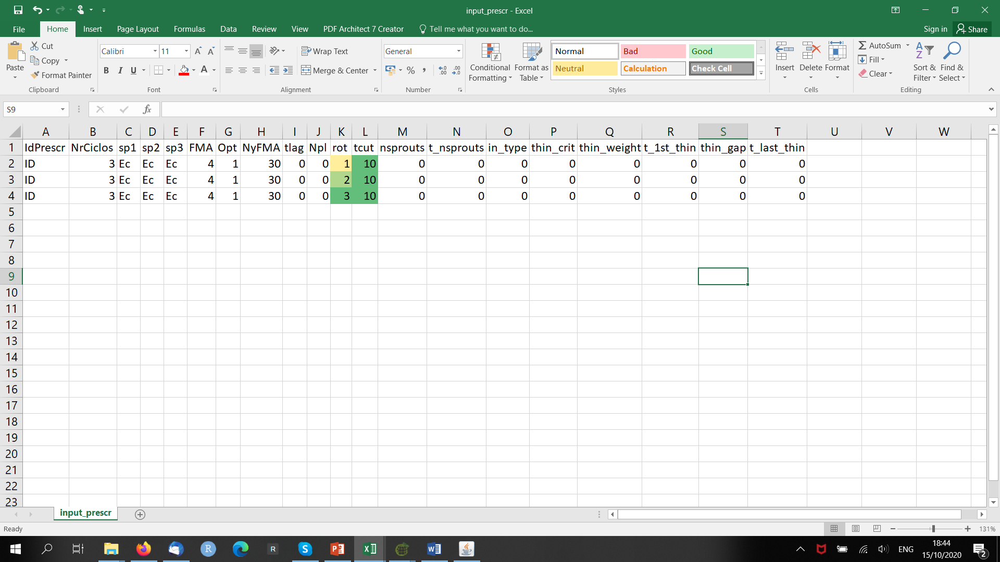 input_prescr - Excel
File Home Insert Page Layout Formulas Data Review View PDF Architect 7 Creator Tell me what you want to do... Sign in Share
Paste Cut Copy Format Painter Clipboard
Calibri 11 A A B I U A Font
Wrap Text Merge & Center Alignment
General % , .00 Number
Conditional Formatting Format as Table Normal Bad Good Neutral Calculation Check Cell Styles
Insert Delete Format Cells
AutoSum Fill Clear Sort & Filter Find & Select Editing
S9 fx
A B C D E F G H I J K L M N O P Q R S T U V W
1 IdPrescr NrCiclos sp1 sp2 sp3 FMA Opt NyFMA tlag Npl rot tcut nsprouts t_nsprouts in_type thin_crit thin_weight t_1st_thin thin_gap t_last_thin
2 ID 3 Ec Ec Ec 4 1 30 0 0 1 10 0 0 0 0 0 0 0 0
3 ID 3 Ec Ec Ec 4 1 30 0 0 2 10 0 0 0 0 0 0 0 0
4 ID 3 Ec Ec Ec 4 1 30 0 0 3 10 0 0 0 0 0 0 0 0
5
6
7
8
9
10
11
12
13
14
15
16
17
18
19
20
21
22
23
input_prescr
Ready 131%
ENG 18:44
15/10/2020 2